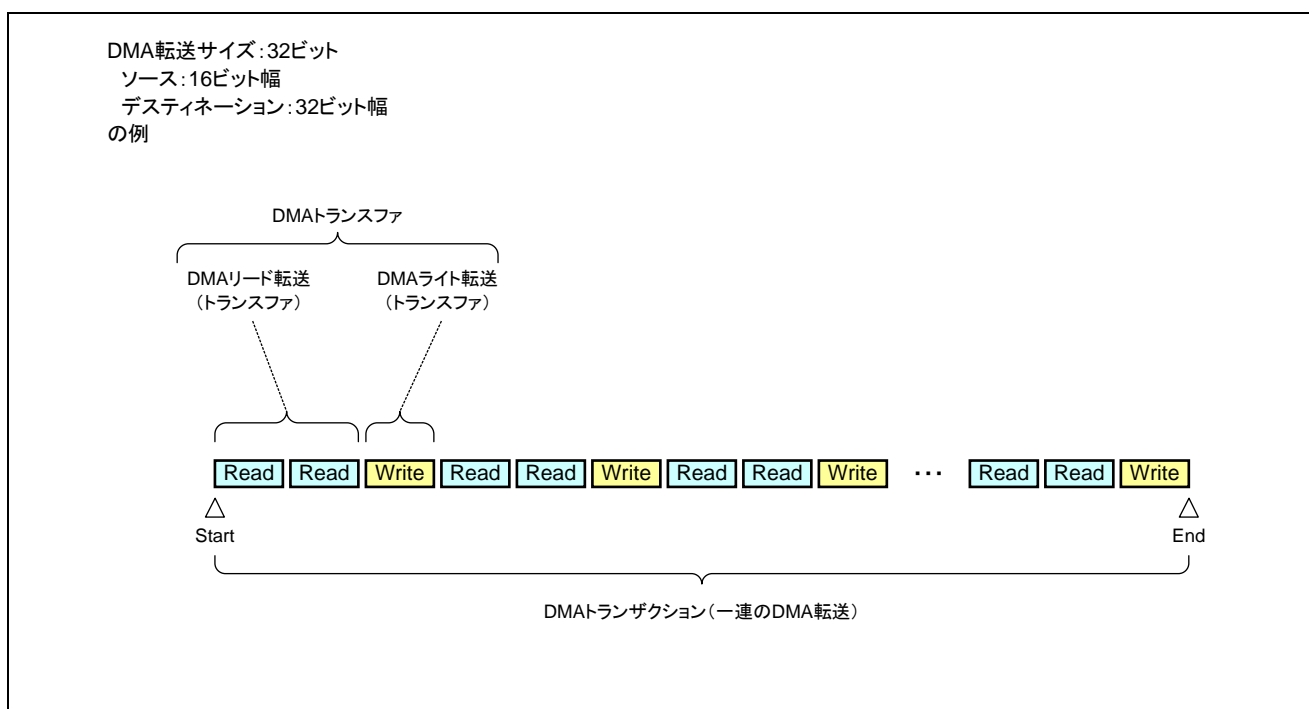 DMA転送サイズ:32ビット
ソース:16ビット幅
デスティネーション:32ビット幅
の例
DMAトランスファ
DMAリード転送
(トランスファ)
DMAライト転送
(トランスファ)
Read Read Write Read Read Write Read Read Write ・・・ Read Read Write
Start End
DMAトランザクション(一連のDMA転送)